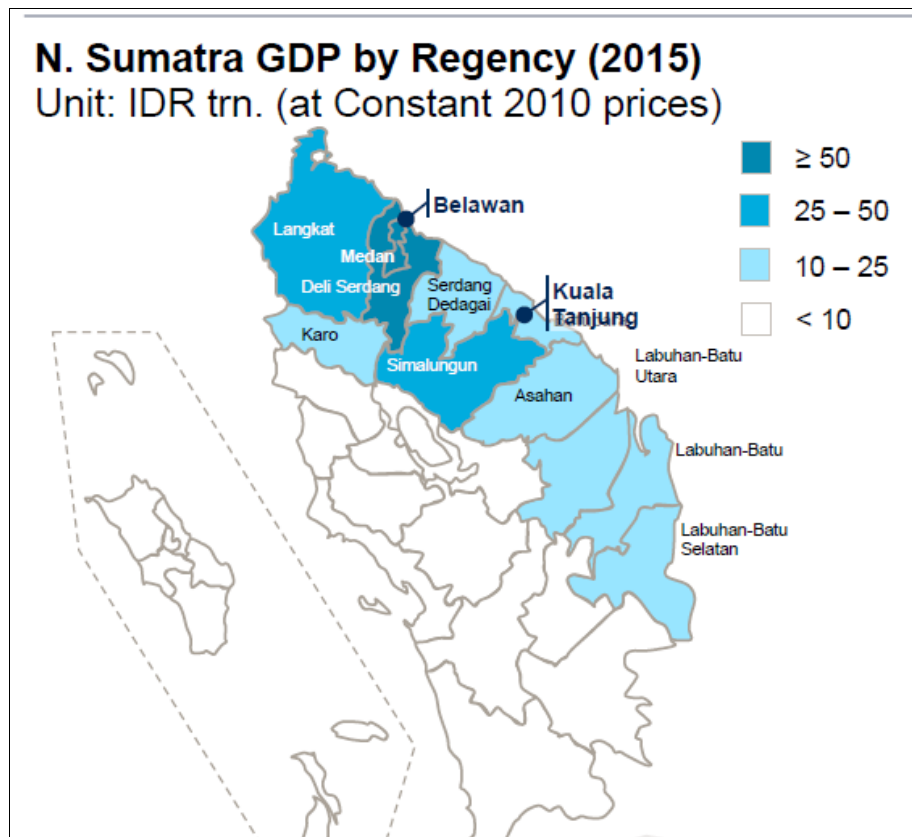 N. Sumatra GDP by Regency (2015)
Unit: IDR trn. (at Constant 2010 prices)
≥ 50
25 – 50
10 – 25
< 10
Belawan
Langkat
Medan
Deli Serdang
Serdang
Dedagai
Kuala
Tanjung
Karo
Simalungun
Asahan
Labuhan-Batu
Utara
Labuhan-Batu
Labuhan-Batu
Selatan